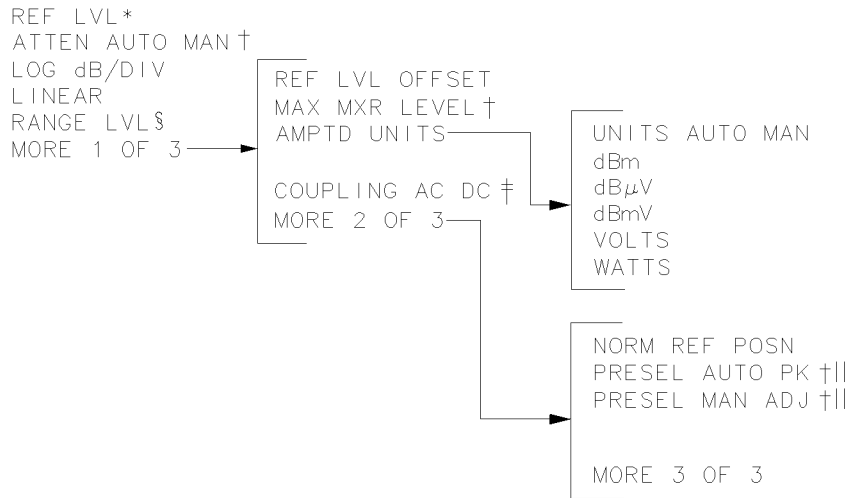 REF LVL*
ATTEN AUTO MAN†
LOG dB/DIV
LINEAR
RANGE LVL§
MORE 1 OF 3
REF LVL OFFSET
MAX MXR LEVEL†
AMPTD UNITS
COUPLING AC DC‡
MORE 2 OF 3
UNITS AUTO MAN
dBm
dBµV
dBmV
VOLTS
WATTS
NORM REF POSN
PRESEL AUTO PK†||
PRESEL MAN ADJ†||
MORE 3 OF 3